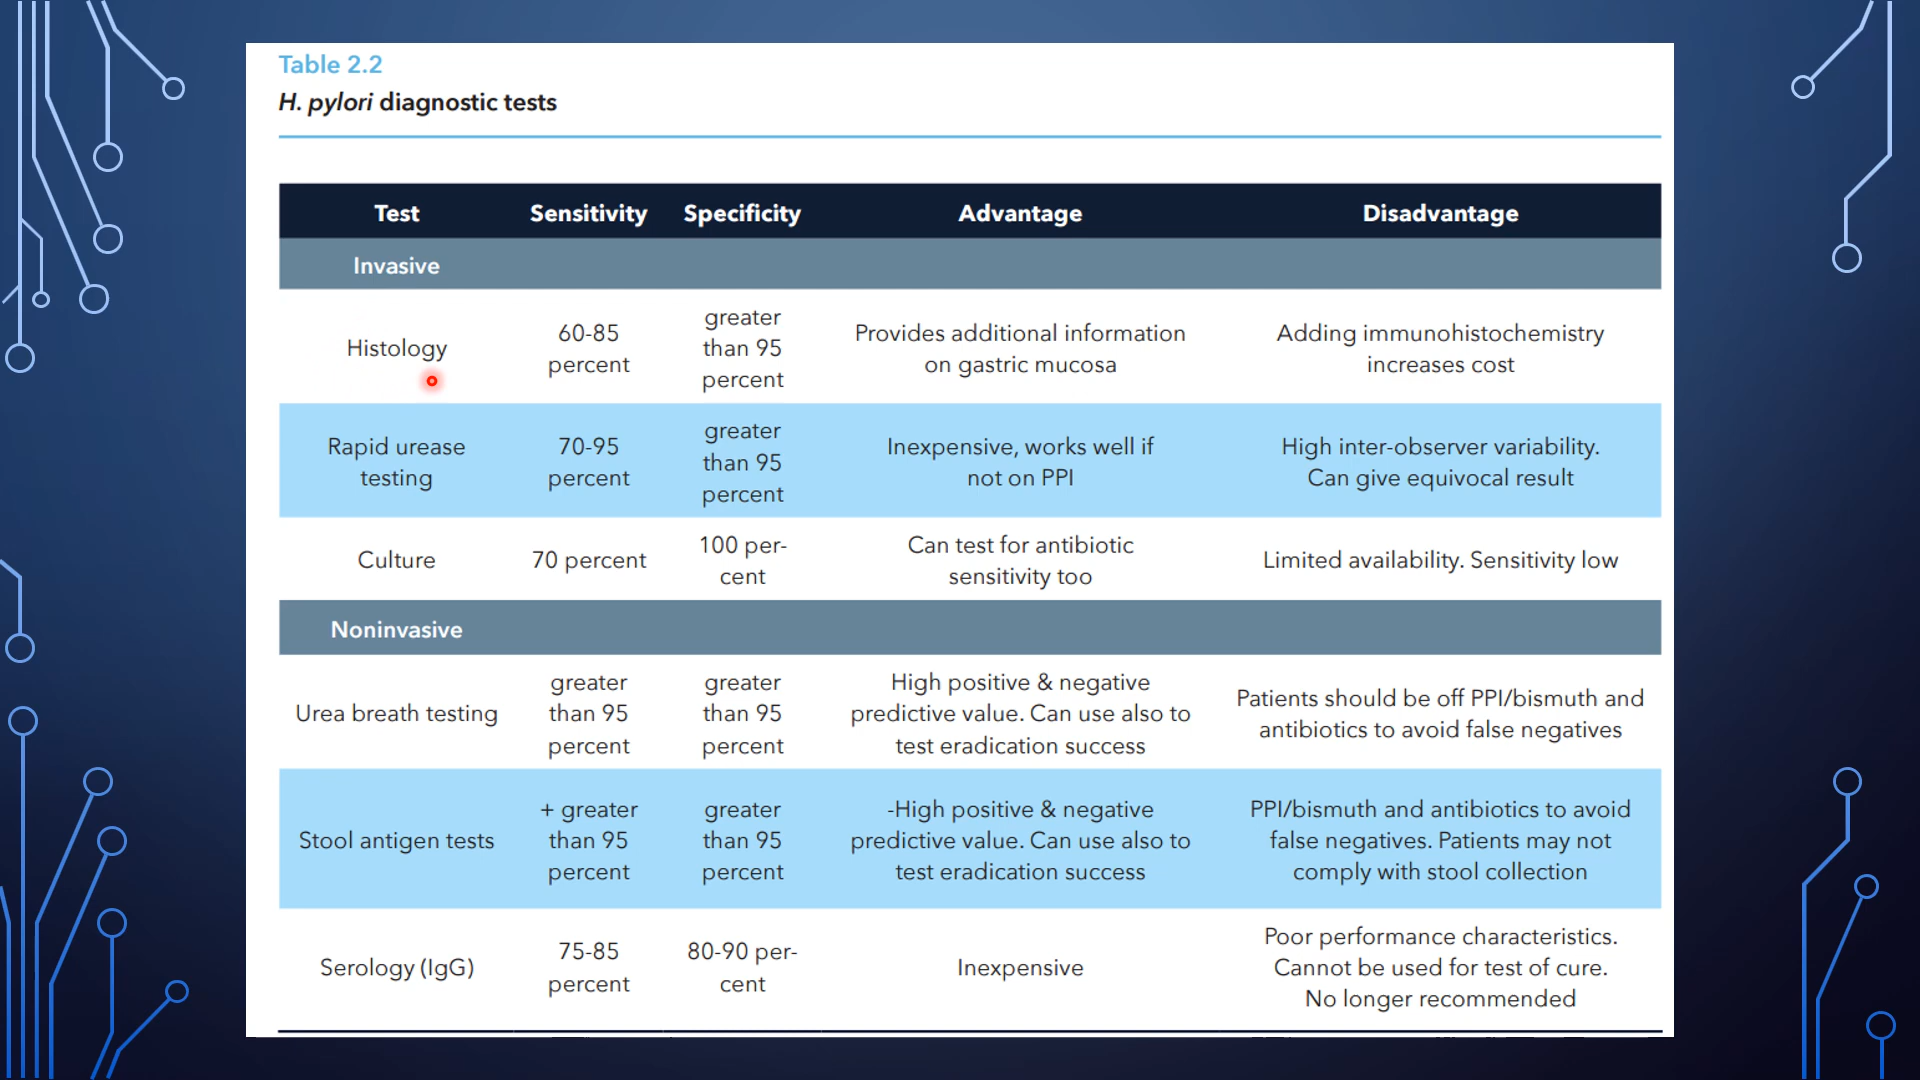 Table 2.2
H. pylori diagnostic tests
Test Sensitivity Specificity Advantage Disadvantage
Invasive
Histology 60-85 percent greater than 95 percent Provides additional information on gastric mucosa Adding immunohistochemistry increases cost
Rapid urease testing 70-95 percent greater than 95 percent Inexpensive, works well if not on PPI High inter-observer variability. Can give equivocal result
Culture 70 percent 100 per-cent Can test for antibiotic sensitivity too Limited availability. Sensitivity low
Noninvasive
Urea breath testing greater than 95 percent greater than 95 percent High positive & negative predictive value. Can use also to test eradication success Patients should be off PPI/bismuth and antibiotics to avoid false negatives
Stool antigen tests + greater than 95 percent greater than 95 percent -High positive & negative predictive value. Can use also to test eradication success PPI/bismuth and antibiotics to avoid false negatives. Patients may not comply with stool collection
Serology (IgG) 75-85 percent 80-90 per-cent Inexpensive Poor performance characteristics. Cannot be used for test of cure. No longer recommended